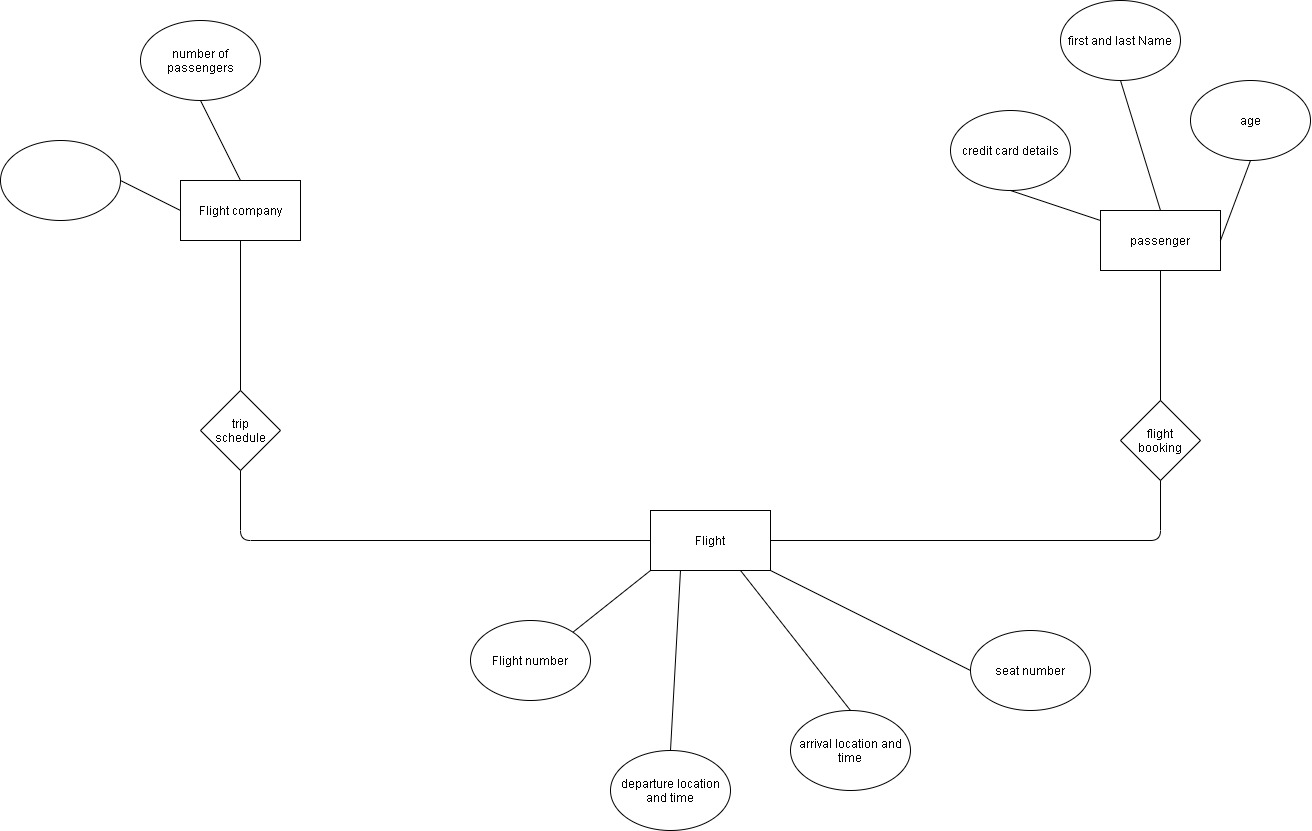 first and last Name
number of
passengers
age
credit card details
Flight company
passenger
trip
schedule
flight
booking
Flight
Flight number
seat number
arrival location and
time
departure location
and time